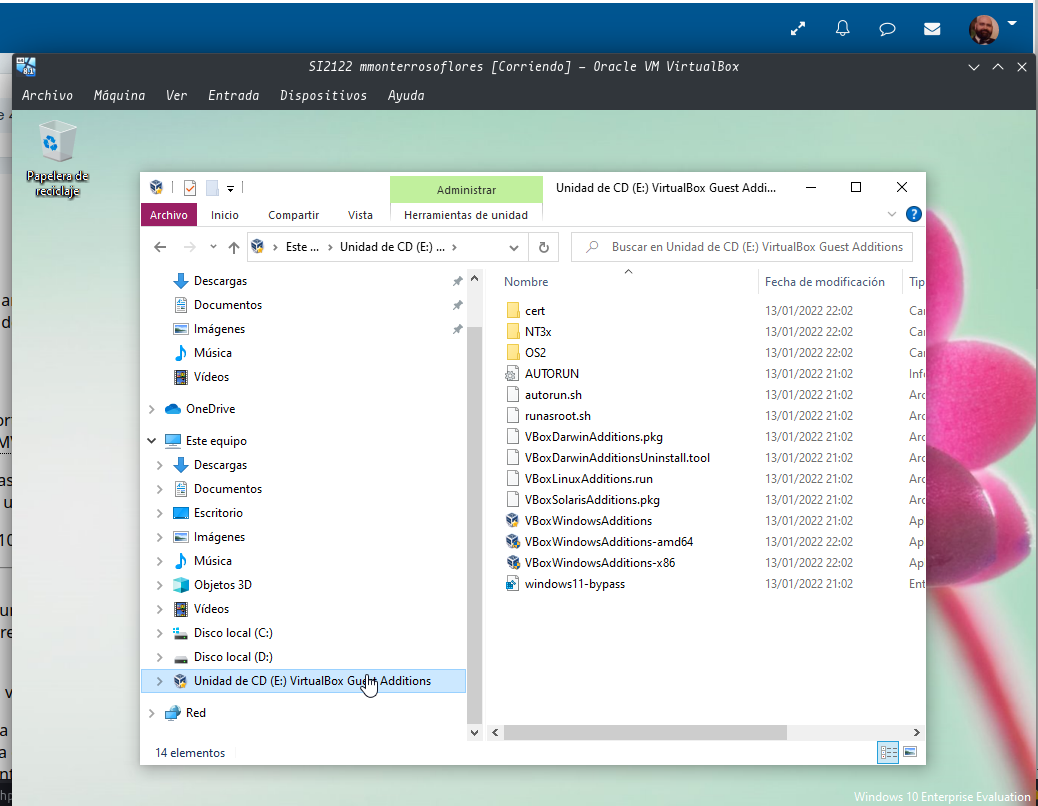 SI2122 mmonterrosoflores [Corriendo] – Oracle VM VirtualBox
Archivo Máquina Ver Entrada Dispositivos Ayuda
Papelera de
reciclaje
Administrar
Unidad de CD (E:) VirtualBox Guest Addi...
Archivo Inicio Compartir Vista Herramientas de unidad
Este ... Unidad de CD (E:) ...
Buscar en Unidad de CD (E:) VirtualBox Guest Additions
Descargas
Documentos
Imágenes
Música
Vídeos
OneDrive
Este equipo
Descargas
Documentos
Escritorio
Imágenes
Música
Objetos 3D
Vídeos
Disco local (C:)
Disco local (D:)
Unidad de CD (E:) VirtualBox Guest Additions
Red
Nombre Fecha de modificación Tip
cert 13/01/2022 22:02 Car
NT3x 13/01/2022 22:02 Car
OS2 13/01/2022 22:02 Car
AUTORUN 13/01/2022 21:02 Info
autorun.sh 13/01/2022 21:02 Arc
runasroot.sh 13/01/2022 21:02 Arc
VBoxDarwinAdditions.pkg 13/01/2022 21:02 Arc
VBoxDarwinAdditionsUninstall.tool 13/01/2022 21:02 Arc
VBoxLinuxAdditions.run 13/01/2022 21:02 Arc
VBoxSolarisAdditions.pkg 13/01/2022 21:02 Arc
VBoxWindowsAdditions 13/01/2022 21:02 Ap
VBoxWindowsAdditions-amd64 13/01/2022 22:02 Ap
VBoxWindowsAdditions-x86 13/01/2022 22:02 Ap
windows11-bypass 13/01/2022 21:02 Ent
14 elementos
Windows 10 Enterprise Evaluation